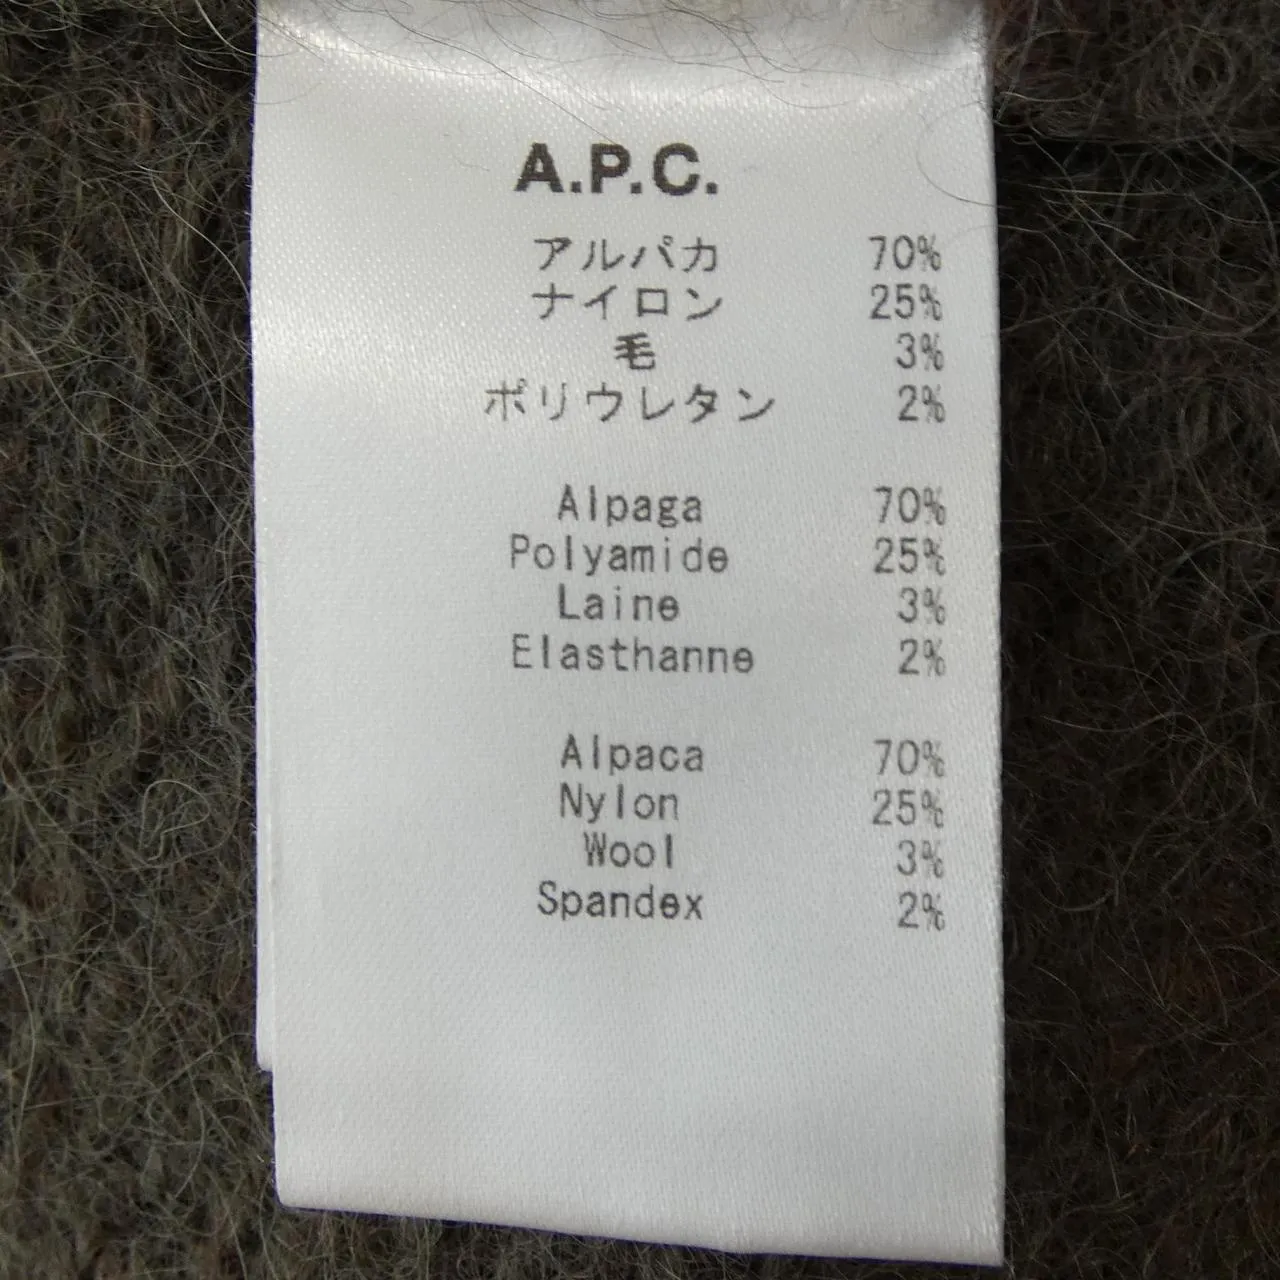 A.P.C.
アルパカ 70%
ナイロン 25%
毛 3%
ポリウレタン 2%
Alpaga 70%
Polyamide 25%
Laine 3%
Elasthanne 2%
Alpaca 70%
Nylon 25%
Wool 3%
Spandex 2%